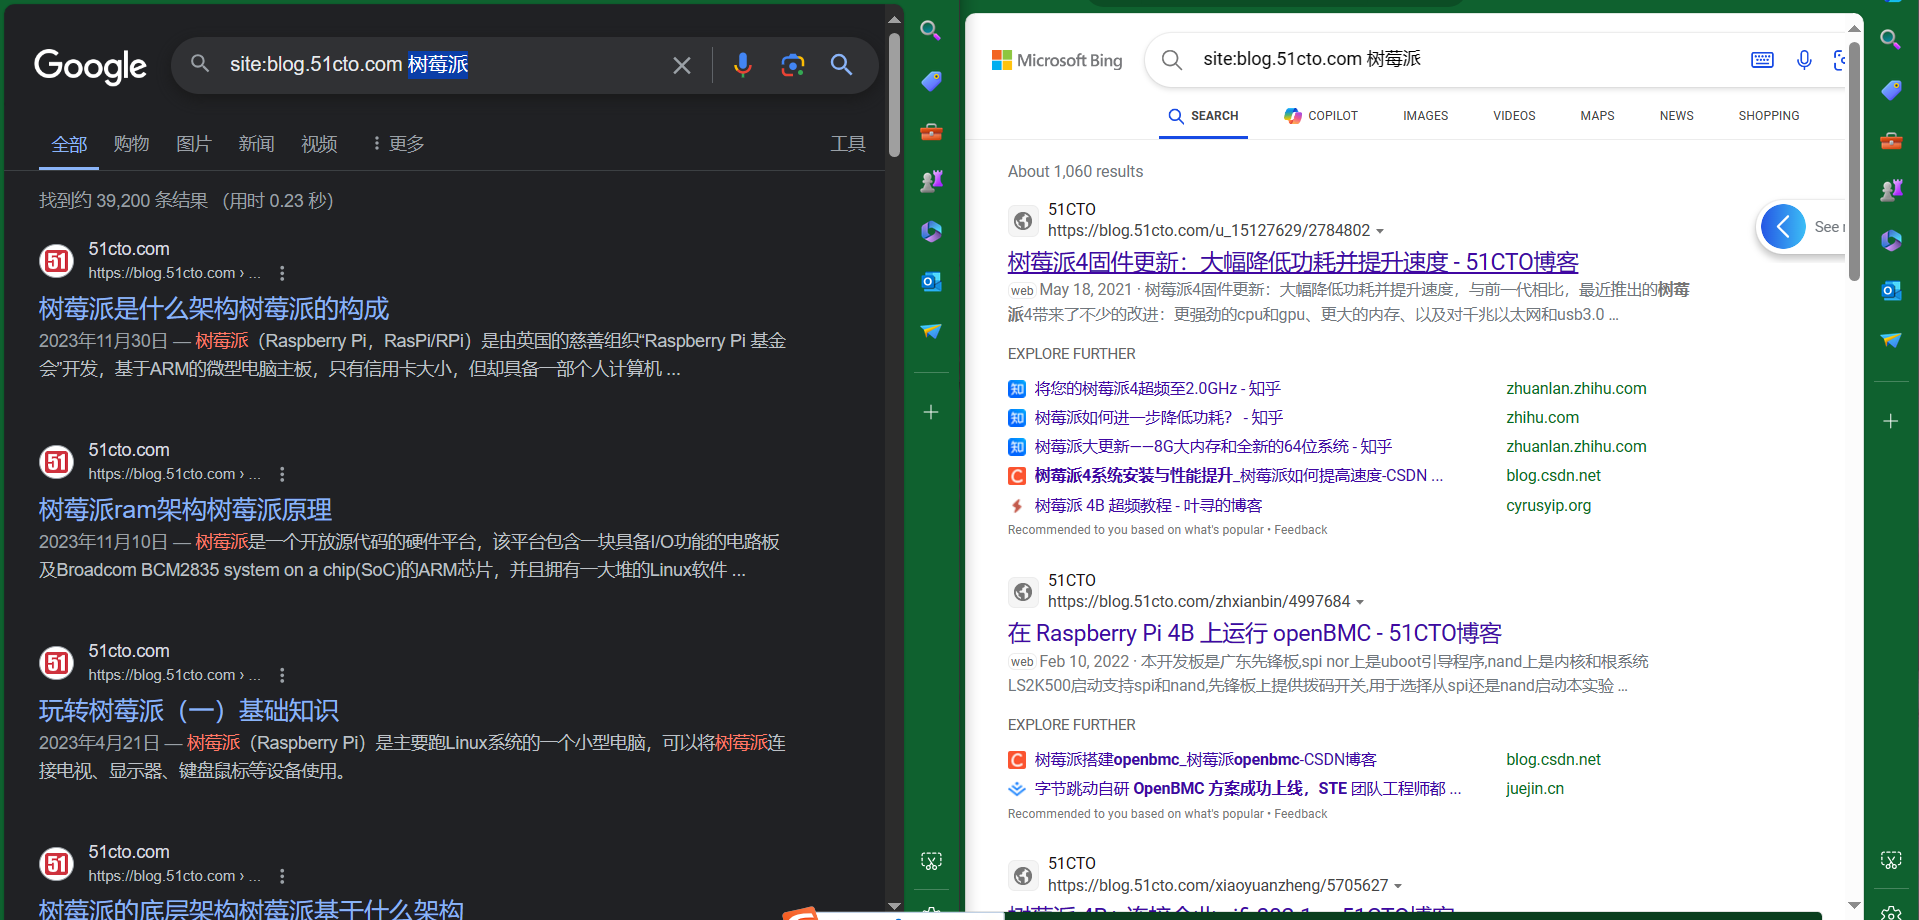 Google
site:blog.51cto.com 树莓派
全部 购物 图片 新闻 视频 更多 工具
找到约 39,200 条结果 （用时 0.23 秒）
51cto.com
https://blog.51cto.com › ...
树莓派是什么架构树莓派的构成
2023年11月30日 — 树莓派（Raspberry Pi，RasPi/RPi）是由英国的慈善组织“Raspberry Pi 基金
会”开发，基于ARM的微型电脑主板，只有信用卡大小，但却具备一部个人计算机 ...
51cto.com
https://blog.51cto.com › ...
树莓派ram架构树莓派原理
2023年11月10日 — 树莓派是一个开放源代码的硬件平台，该平台包含一块具备I/O功能的电路板
及Broadcom BCM2835 system on a chip(SoC)的ARM芯片，并且拥有一大堆的Linux软件 ...
51cto.com
https://blog.51cto.com › ...
玩转树莓派（一）基础知识
2023年4月21日 — 树莓派（Raspberry Pi）是主要跑Linux系统的一个小型电脑，可以将树莓派连
接电视、显示器、键盘鼠标等设备使用。
51cto.com
https://blog.51cto.com › ...
树莓派的底层架构树莓派基于什么架构
Microsoft Bing
site:blog.51cto.com 树莓派
SEARCH COPILOT IMAGES VIDEOS MAPS NEWS SHOPPING
About 1,060 results
See
51CTO
https://blog.51cto.com/u_15127629/2784802
树莓派4固件更新：大幅降低功耗并提升速度 - 51CTO博客
web May 18, 2021 · 树莓派4固件更新：大幅降低功耗并提升速度，与前一代相比，最近推出的树莓
派4带来了不少的改进：更强劲的cpu和gpu、更大的内存、以及对千兆以太网和usb3.0 ...
EXPLORE FURTHER
将您的树莓派4超频至2.0GHz - 知乎 zhuanlan.zhihu.com
树莓派如何进一步降低功耗？ - 知乎 zhihu.com
树莓派大更新——8G大内存和全新的64位系统 - 知乎 zhuanlan.zhihu.com
树莓派4系统安装与性能提升_树莓派如何提高速度-CSDN ... blog.csdn.net
树莓派 4B 超频教程 - 叶寻的博客 cyrusyip.org
Recommended to you based on what's popular • Feedback
51CTO
https://blog.51cto.com/zhxianbin/4997684
在 Raspberry Pi 4B 上运行 openBMC - 51CTO博客
web Feb 10, 2022 · 本开发板是广东先锋板,spi nor上是uboot引导程序,nand上是内核和根系统
LS2K500启动支持spi和nand,先锋板上提供拨码开关,用于选择从spi还是nand启动本实验 ...
EXPLORE FURTHER
树莓派搭建openbmc_树莓派openbmc-CSDN博客 blog.csdn.net
字节跳动自研 OpenBMC 方案成功上线，STE 团队工程师都 ... juejin.cn
Recommended to you based on what's popular • Feedback
51CTO
https://blog.51cto.com/xiaoyuanzheng/5705627